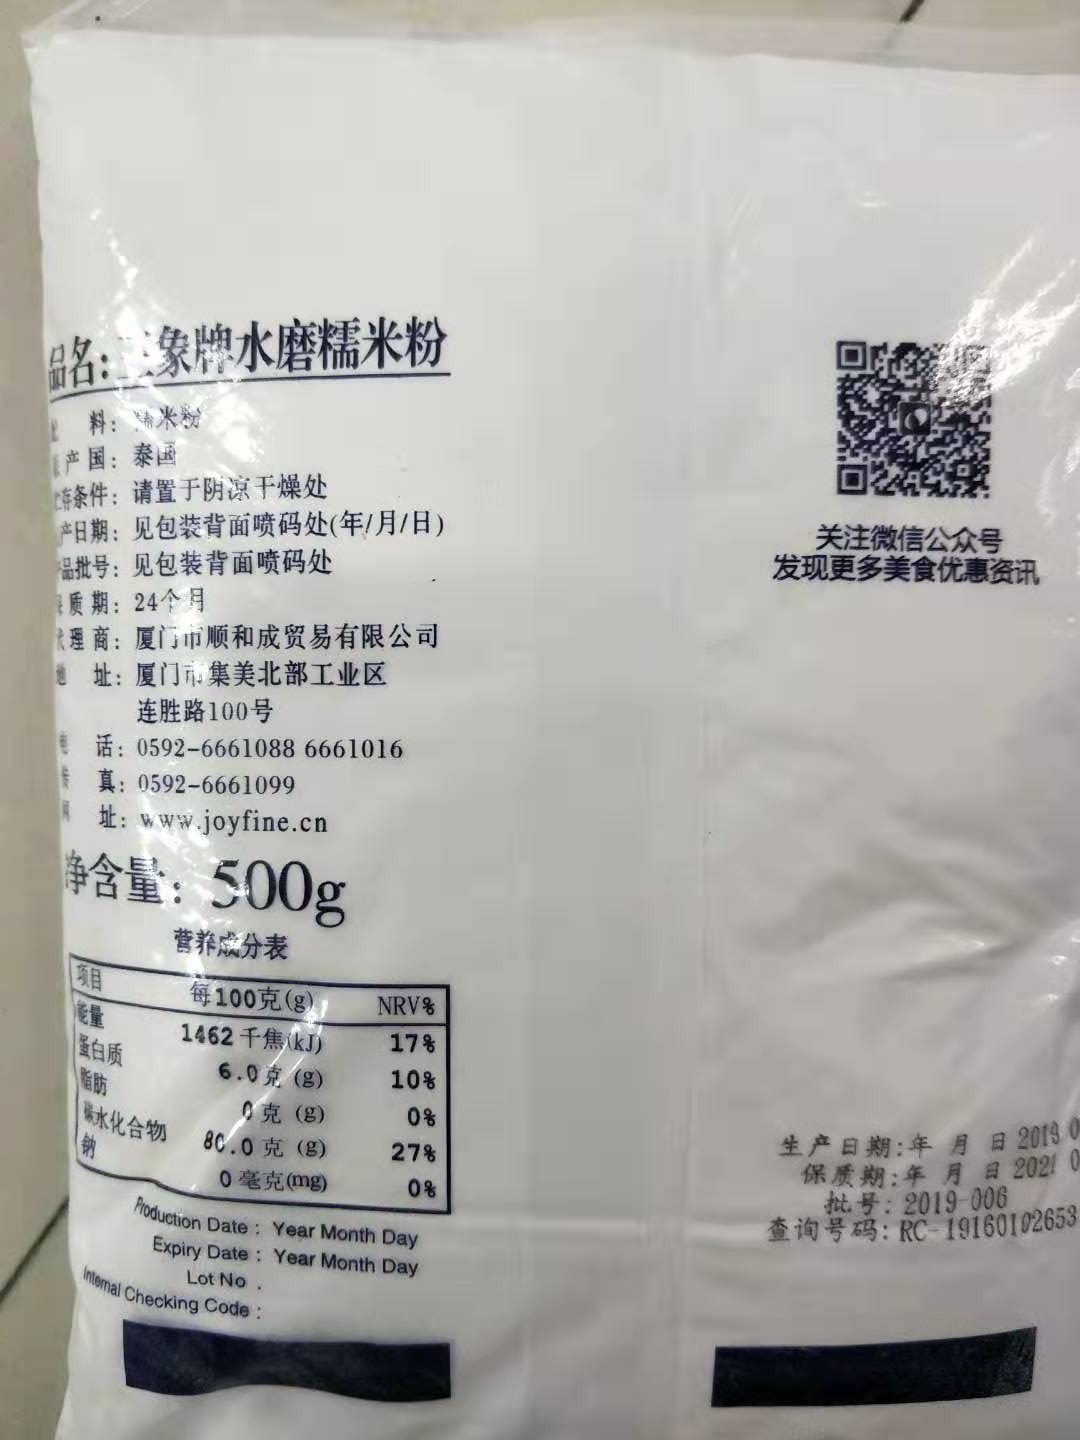 品名:三象牌水磨糯米粉
料: 糯米粉
产国: 泰国
贮存条件: 请置于阴凉干燥处
产日期: 见包装背面喷码处(年/月/日)
产品批号: 见包装背面喷码处
保质期: 24个月
代理商: 厦门市顺和成贸易有限公司
地址: 厦门市集美北部工业区
连胜路100号
电话: 0592-6661088 6661016
传真: 0592-6661099
网址: www.joyfine.cn
净含量: 500g
营养成分表
项目 每100克(g) NRV%
能量 1462千焦(kJ) 17%
蛋白质 6.0克(g) 10%
脂肪 0克(g) 0%
碳水化合物 80.0克(g) 27%
钠 0毫克(mg) 0%
Production Date : Year Month Day
Expiry Date : Year Month Day
Lot No .
Internal Checking Code :
关注微信公众号
发现更多美食优惠资讯
生产日期:年 月 日 2019 0
保质期:年 月 日 2021 0
批号: 2019-006
查询号码: RC-19160102653